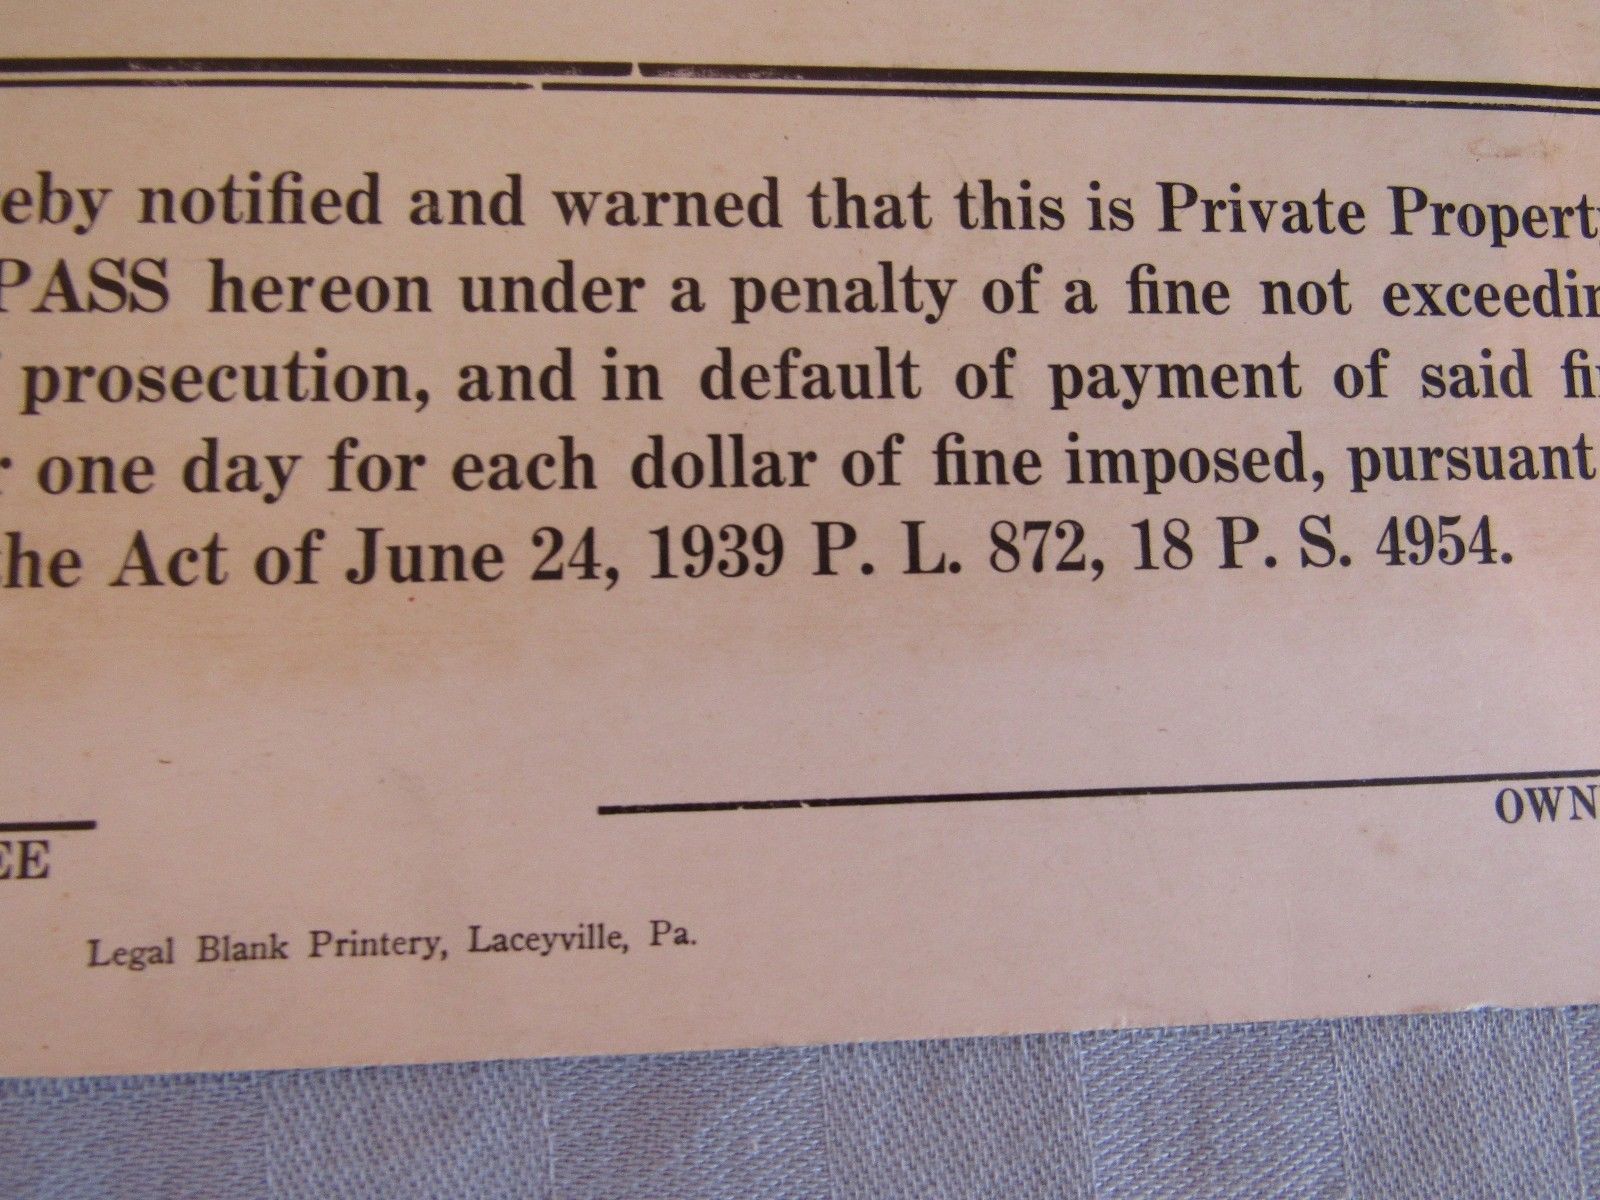 eby notified and warned that this is Private Property
PASS hereon under a penalty of a fine not exceedin
prosecution, and in default of payment of said fi
r one day for each dollar of fine imposed, pursuant
the Act of June 24, 1939 P. L. 872, 18 P. S. 4954.
OWN
EE
Legal Blank Printery, Laceyville, Pa.